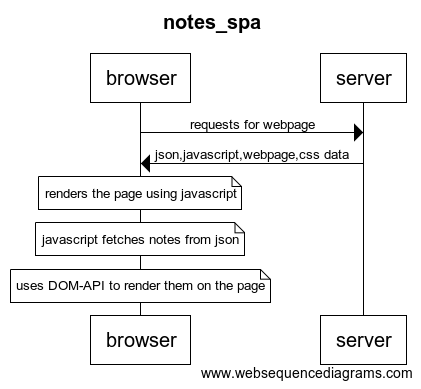 notes_spa
browser server
requests for webpage
json,javascript,webpage,css data
renders the page using javascript
javascript fetches notes from json
uses DOM-API to render them on the page
browser server
www.websequencediagrams.com